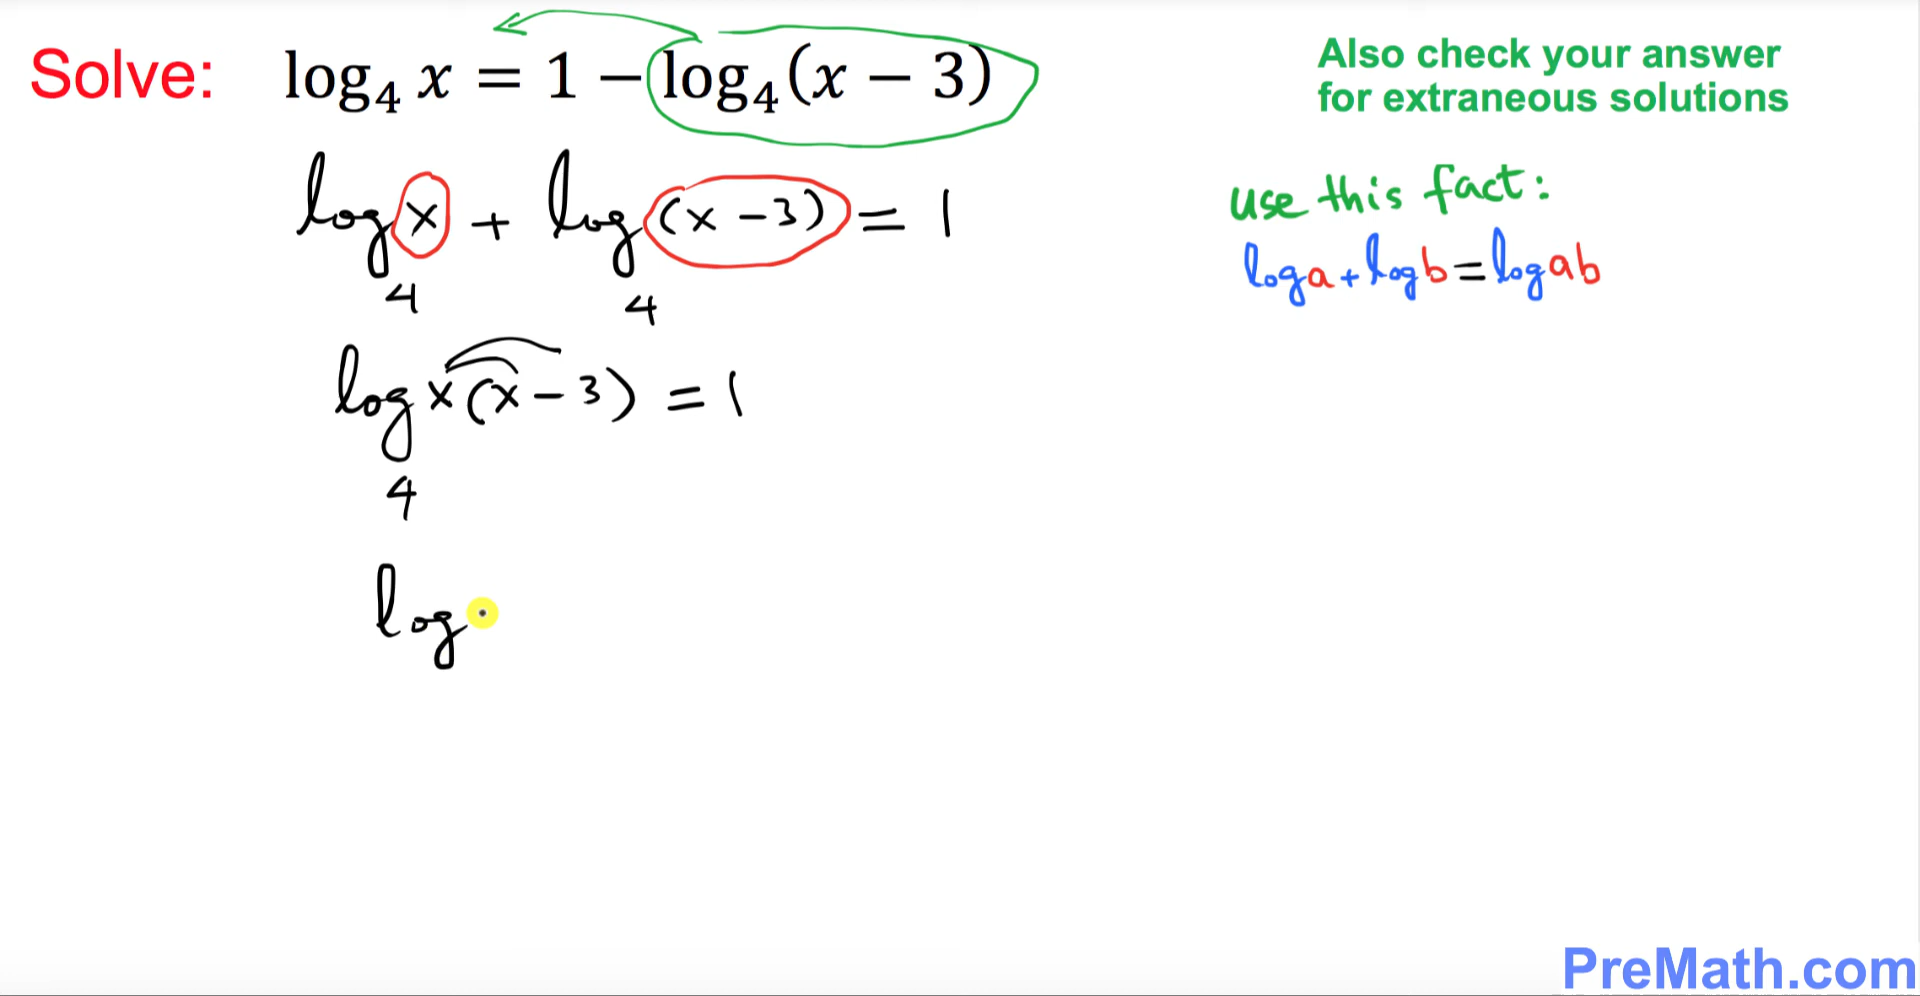 Solve: log₄ x = 1 − log₄(x − 3)
Also check your answer
for extraneous solutions
log₄ x + log₄ (x − 3) = 1
use this fact:
log a + log b = log ab
log₄ x (x − 3) = 1
log
PreMath.com